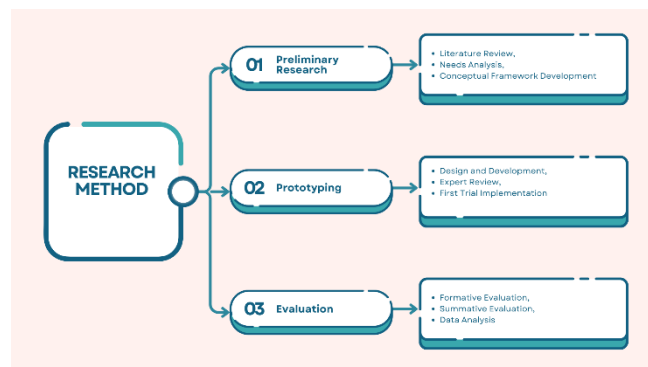 RESEARCH
METHOD
01 Preliminary
Research
• Literature Review,
• Needs Analysis,
• Conceptual Framework Development
02 Prototyping
• Design and Development,
• Expert Review,
• First Trial Implementation
03 Evaluation
• Formative Evaluation,
• Summative Evaluation,
• Data Analysis